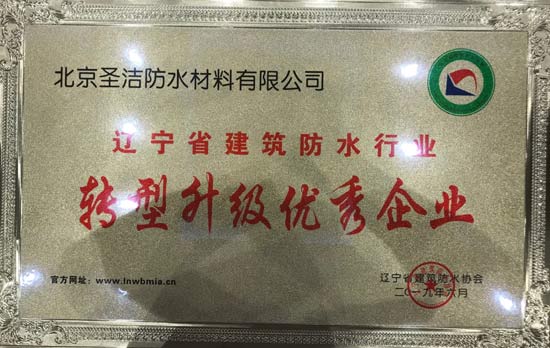 北京圣洁防水材料有限公司
辽宁省建筑防水行业
转型升级优秀企业
官方网址:www.lnwbmia.cn
辽宁省建筑防水协会
二〇一九年六月